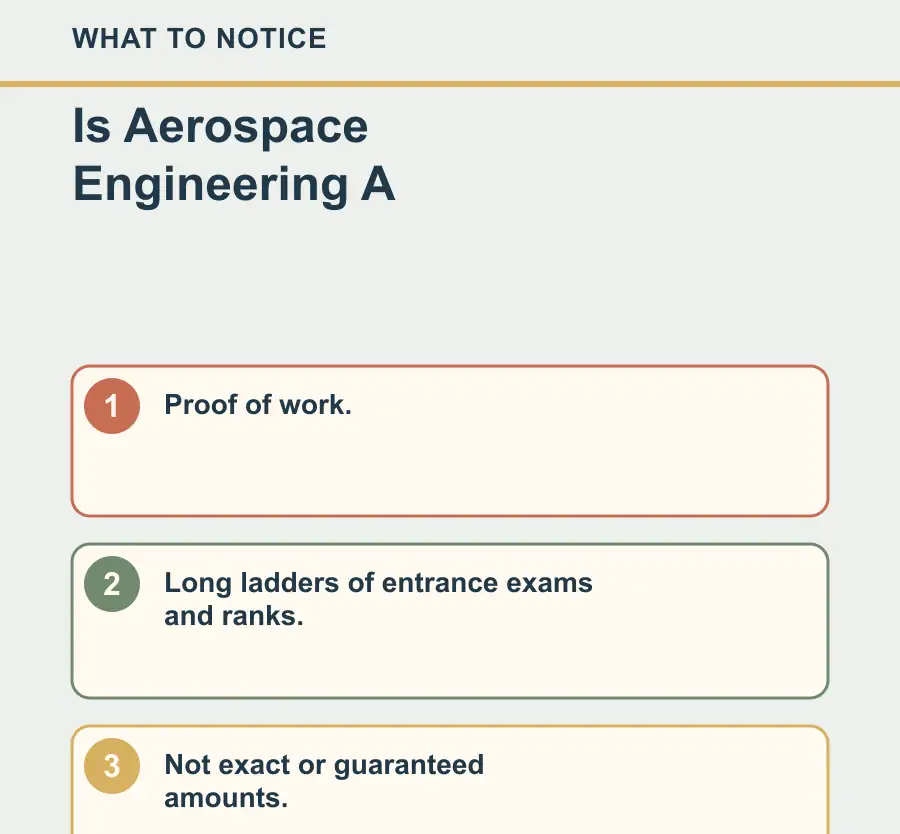 WHAT TO NOTICE
Is Aerospace
Engineering A
1
Proof of work.
2
Long ladders of entrance exams
and ranks.
3
Not exact or guaranteed
amounts.